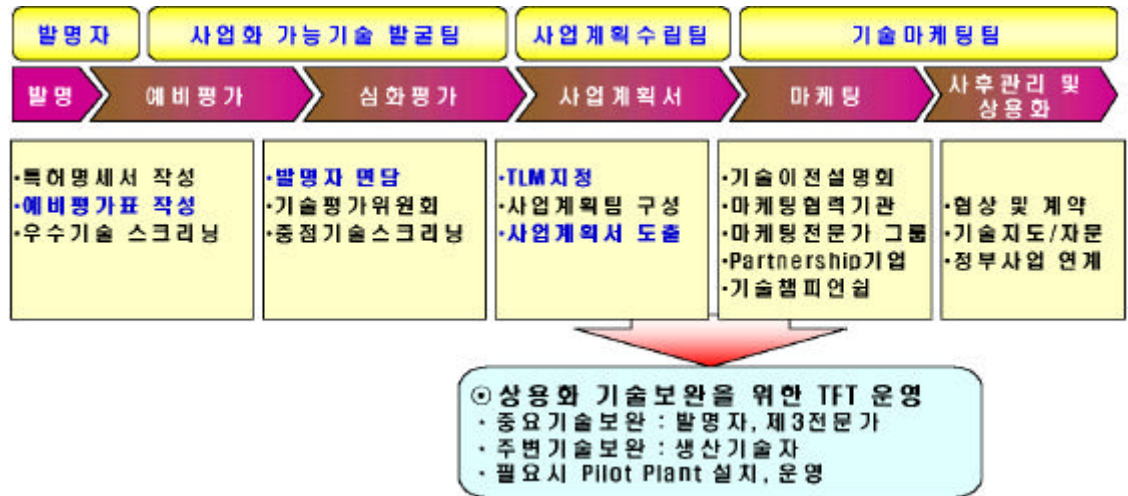 발명자
사업화 가능기술 발굴팀
사업계획수립팀
기술마케팅팀
발명
예비평가
심화평가
사업계획서
마케팅
사후관리 및
상용화
·특허명세서 작성
·예비평가표 작성
·우수기술 스크리닝
·발명자 면담
·기술평가위원회
·중점기술스크리닝
·TLM지정
·사업계획팀 구성
·사업계획서 도출
·기술이전설명회
·마케팅협력기관
·마케팅전문가 그룹
·Partnership기업
·기술챔피언쉽
·협상 및 계약
·기술지도/자문
·정부사업 연계
⊙상용화 기술보완을 위한 TFT 운영
· 중요기술보완 : 발명자, 제3전문가
· 주변기술보완 : 생산기술자
· 필요시 Pilot Plant 설치, 운영